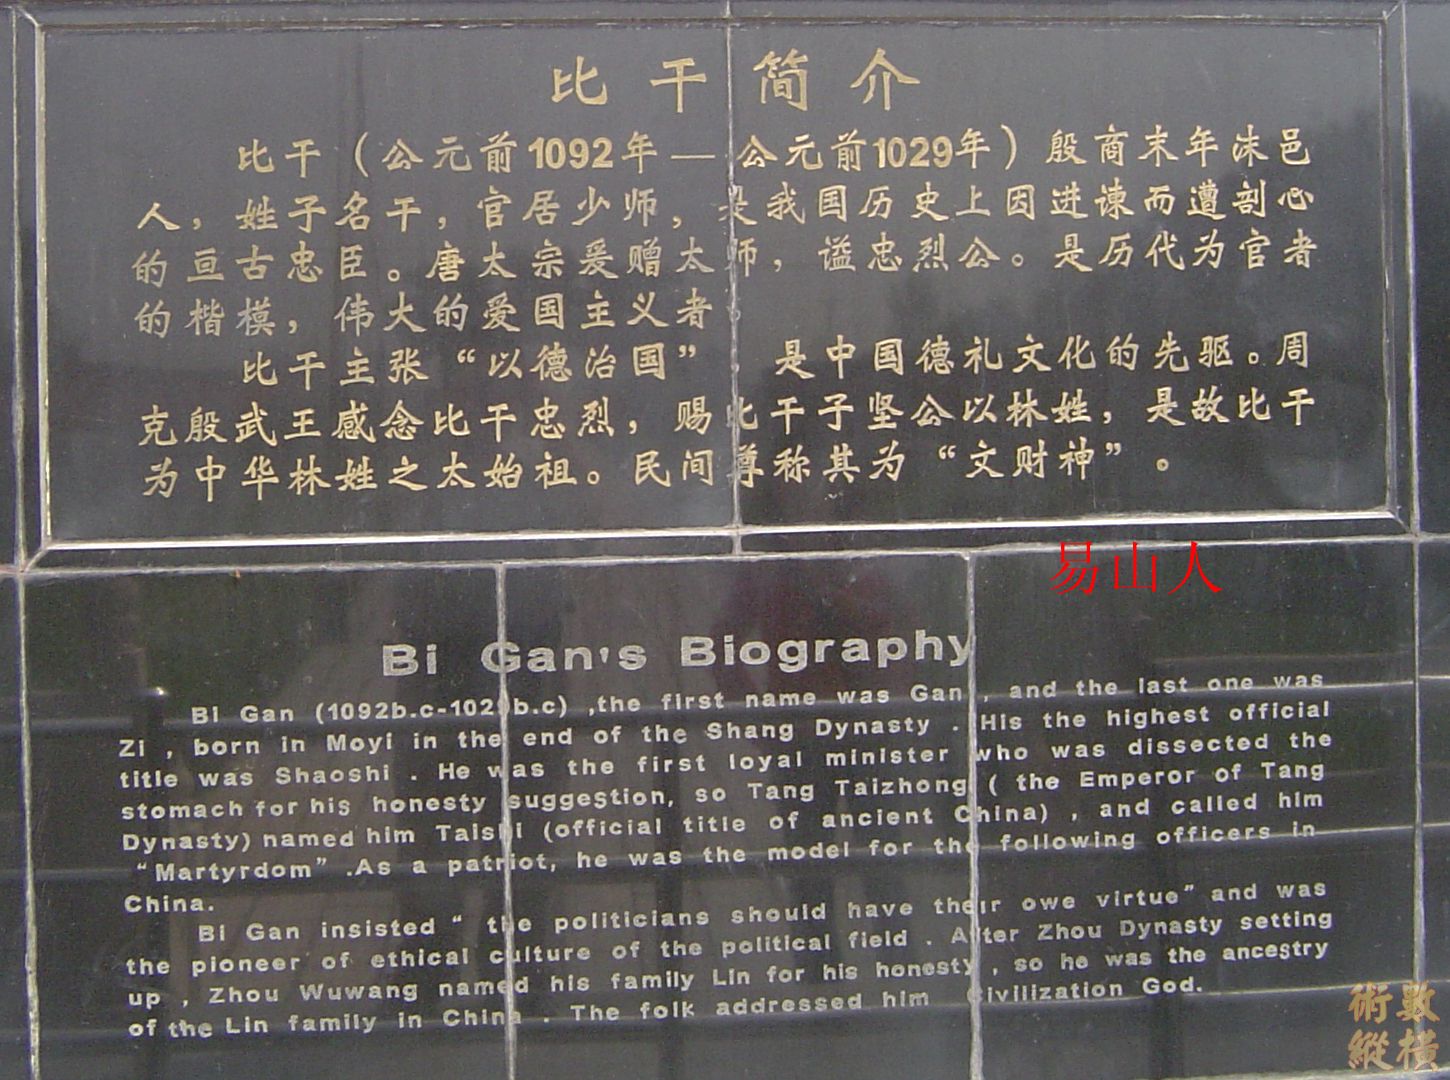 比干简介
比干（公元前1092年—公元前1029年）殷商末年沫邑
人，姓子名干，官居少师，是我国历史上因进谏而遭剖心
的亘古忠臣。唐太宗爰赠太师，谥忠烈公。是历代为官者
的楷模，伟大的爱国主义者。
比干主张“以德治国” 是中国德礼文化的先驱。周
克殷武王感念比干忠烈，赐比干子坚公以林姓，是故比干
为中华林姓之太始祖。民间尊称其为“文财神”。
易山人
Bi Gan's Biography
Bi Gan (1092b.c-1029b.c) ,the first name was Gan , and the last one was
Zi , born in Moyi in the end of the Shang Dynasty . His the highest official
title was Shaoshi . He was the first loyal minister who was dissected the
stomach for his honesty suggestion, so Tang Taizhong ( the Emperor of Tang
Dynasty) named him Taishi (official title of ancient China) , and called him
“Martyrdom” .As a patriot, he was the model for the following officers in
China.
Bi Gan insisted “ the politicians should have their owe virtue” and was
the pioneer of ethical culture of the political field . After Zhou Dynasty setting
up , Zhou Wuwang named his family Lin for his honesty , so he was the ancestry
of the Lin family in China . The folk addressed him Civilization God.
術數
縱橫